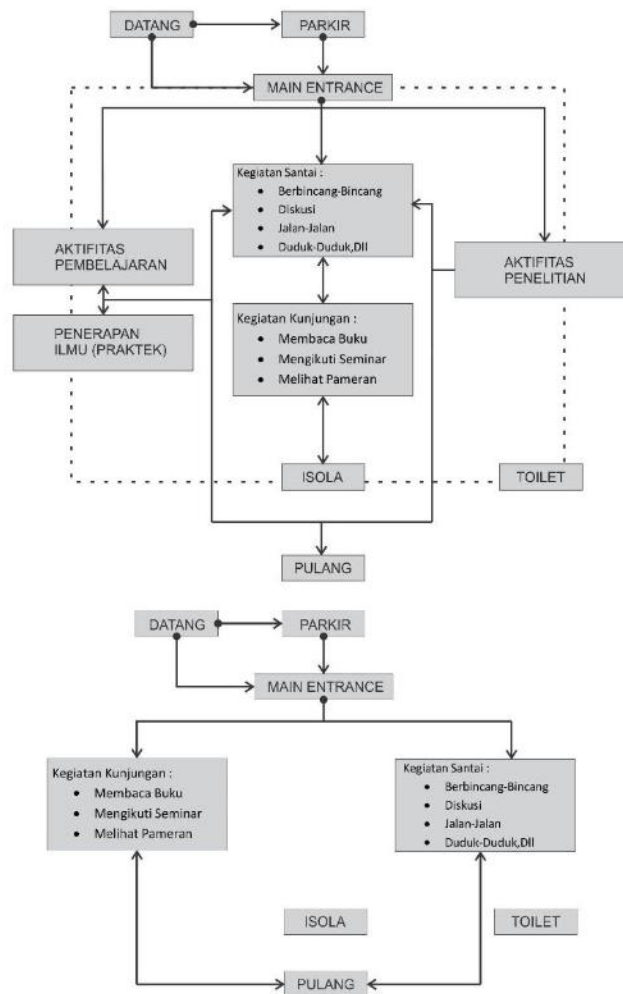 DATANG
PARKIR
MAIN ENTRANCE
Kegiatan Santai :
• Berbincang-Bincang
• Diskusi
• Jalan-Jalan
• Duduk-Duduk,Dll
AKTIFITAS
PEMBELAJARAN
AKTIFITAS
PENELITIAN
PENERAPAN
ILMU (PRAKTEK)
Kegiatan Kunjungan :
• Membaca Buku
• Mengikuti Seminar
• Melihat Pameran
ISOLA
TOILET
PULANG
DATANG
PARKIR
MAIN ENTRANCE
Kegiatan Kunjungan :
• Membaca Buku
• Mengikuti Seminar
• Melihat Pameran
Kegiatan Santai :
• Berbincang-Bincang
• Diskusi
• Jalan-Jalan
• Duduk-Duduk,Dll
ISOLA
TOILET
PULANG